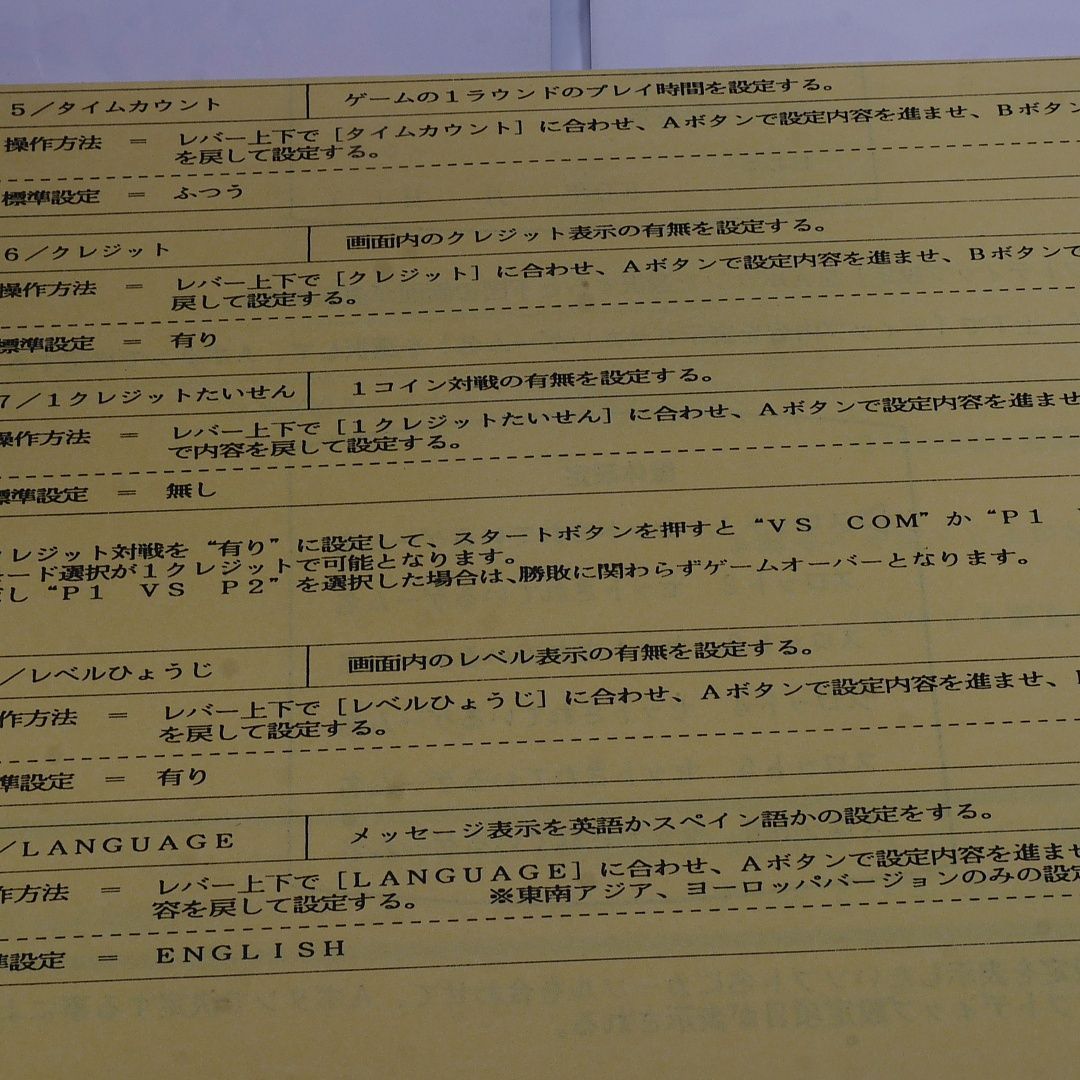 5／タイムカウント　ゲームの１ラウンドのプレイ時間を設定する。
操作方法　＝　レバー上下で［タイムカウント］に合わせ、Ａボタンで設定内容を進ませ、Ｂボタン
を戻して設定する。
標準設定　＝　ふつう
6／クレジット　画面内のクレジット表示の有無を設定する。
操作方法　＝　レバー上下で［クレジット］に合わせ、Ａボタンで設定内容を進ませ、Ｂボタンで
戻して設定する。
標準設定　＝　有り
7／１クレジットたいせん　１コイン対戦の有無を設定する。
操作方法　＝　レバー上下で［１クレジットたいせん］に合わせ、Ａボタンで設定内容を進ませ
で内容を戻して設定する。
標準設定　＝　無し
クレジット対戦を“有り”に設定して、スタートボタンを押すと“ＶＳ　ＣＯＭ”か“Ｐ１
モード選択が１クレジットで可能となります。
し“Ｐ１　ＶＳ　Ｐ２”を選択した場合は、勝敗に関わらずゲームオーバーとなります。
／レベルひょうじ　画面内のレベル表示の有無を設定する。
作方法　＝　レバー上下で［レベルひょうじ］に合わせ、Ａボタンで設定内容を進ませ、
を戻して設定する。
準設定　＝　有り
／ＬＡＮＧＵＡＧＥ　メッセージ表示を英語かスペイン語かの設定をする。
作方法　＝　レバー上下で［ＬＡＮＧＵＡＧＥ］に合わせ、Ａボタンで設定内容を進ませ
容を戻して設定する。　※東南アジア、ヨーロッパバージョンのみの設定
準設定　＝　ＥＮＧＬＩＳＨ